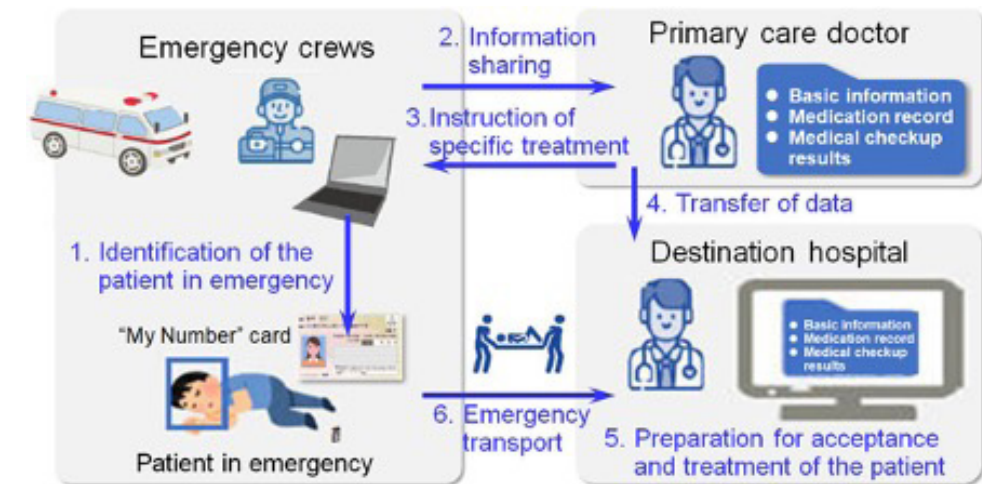 Emergency crews
2. Information
sharing
Primary care doctor
● Basic information
● Medication record
● Medical checkup
results
3.Instruction of
specific treatment
4. Transfer of data
1. Identification of the
patient in emergency
"My Number" card
Patient in emergency
Destination hospital
● Basic information
● Medication record
● Medical checkup
results
6. Emergency
transport
5. Preparation for acceptance
and treatment of the patient